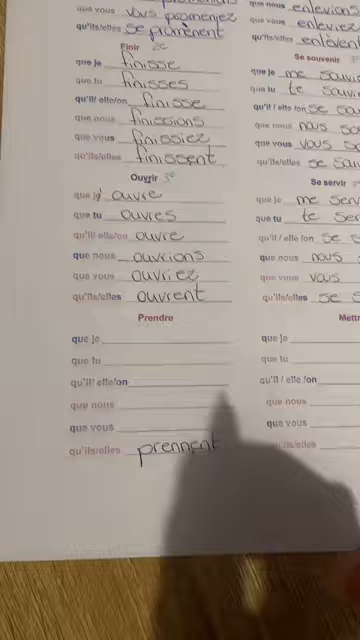 que vous vous promeniez
qu'ils/elles se promènent
Finir 2e
que je finisse
que tu finisses
qu'il/ elle/on finisse
que nous finissions
que vous finissiez
qu'ils/elles finissent
Ouvrir 3e
que j' ouvre
que tu ouvres
qu'il/ elle/on ouvre
que nous ouvrions
que vous ouvriez
qu'ils/elles ouvrent
Prendre
que je
que tu
qu'il/ elle/on
que nous
que vous
qu'ils/elles prennent
que nous enlevions
que vous enleviez
qu'ils/elles enlèvent
Se souvenir
que je me
que tu te
qu'il / elle /on se
que nous nous
que vous vous
qu'ils/elles se
Se servir
que je me
que tu te
qu'il / elle /on se
que nous nous
que vous vous
qu'ils/elles se
que je
que tu
qu'il / elle /on
que nous
que vous
qu'ils/elles